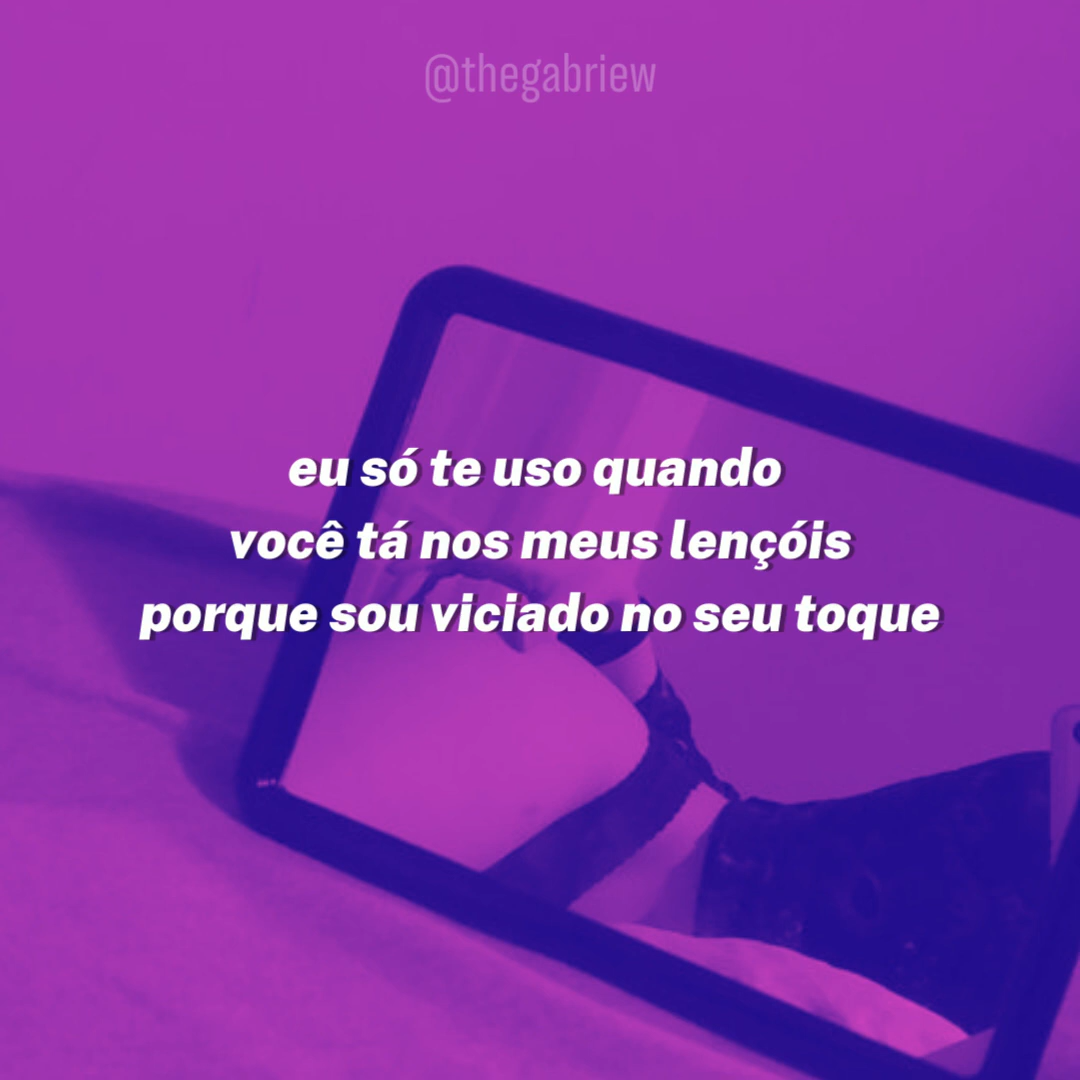 @thegabriew
eu só te uso quando
você tá nos meus lençóis
porque sou viciado no seu toque